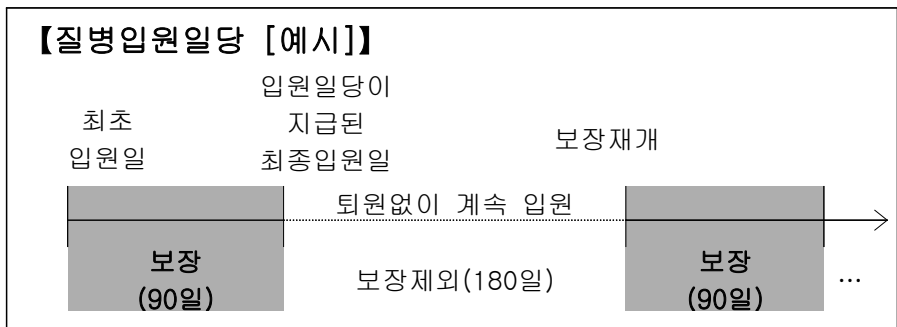 【질병입원일당 [예시]】
최초
입원일
입원일당이
지급된
최종입원일
보장재개
퇴원없이 계속 입원
보장
(90일)
보장제외(180일)
보장
(90일)
…